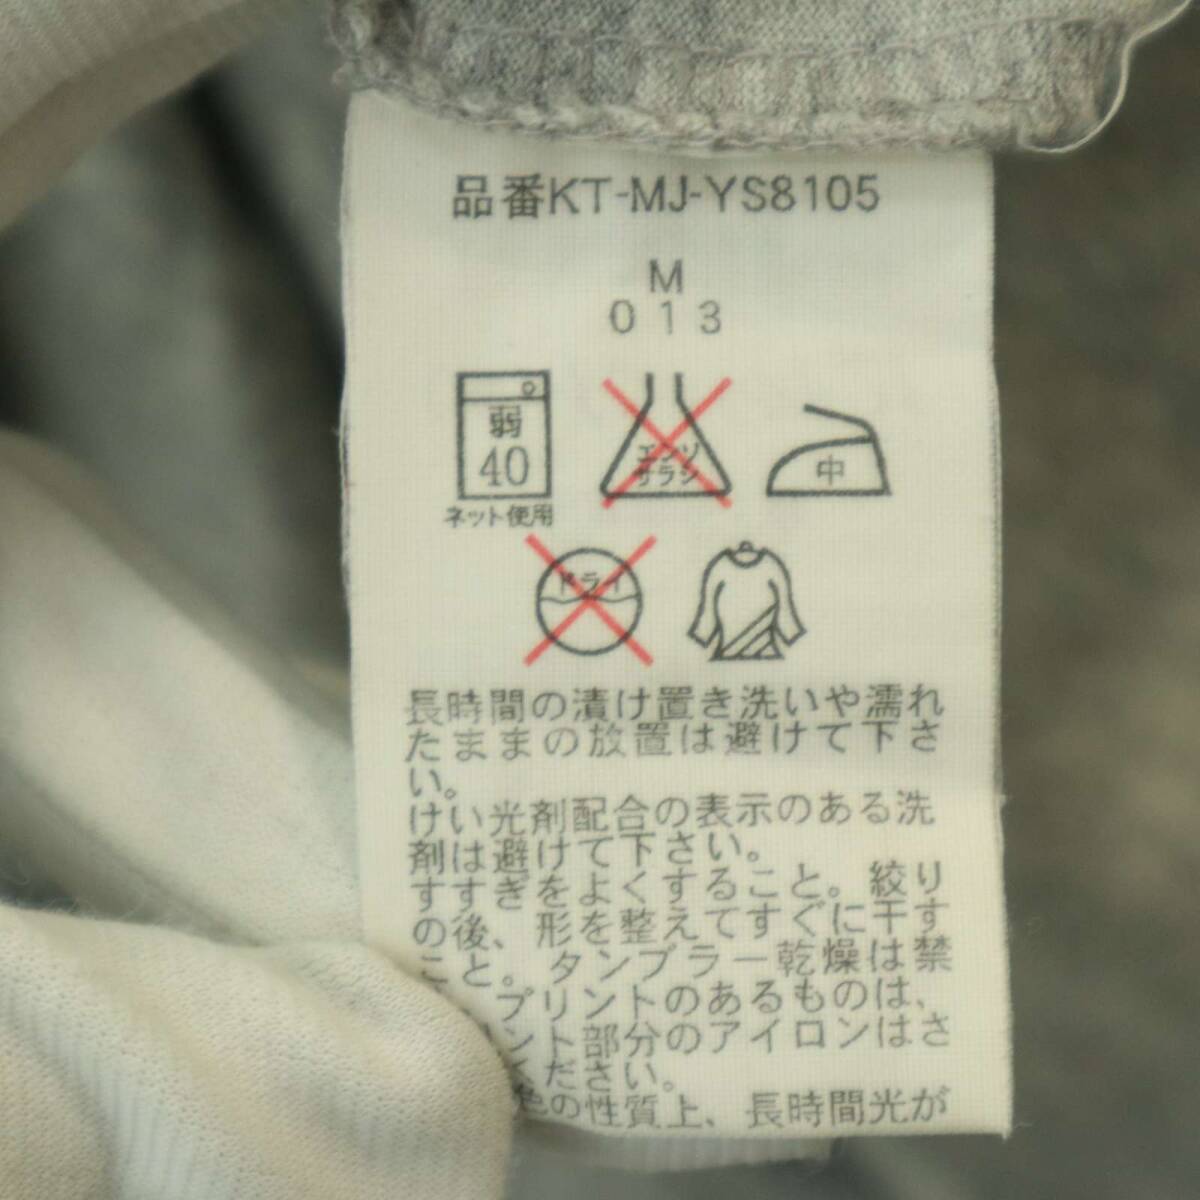 品番KT-MJ-YS8105
M
013
弱
40
ネット使用
エンソ
サラシ
中
ドライ
長時間の漬け置き洗いや濡れ
たままの放置は避けて下さ
い。
けい光剤配合の表示のある洗
剤は避けて下さい。
すすぎをよくすること。絞り
の後、形を整えてすぐに干す
こと。タンブラー乾燥は禁
プリントのあるものは、
ント部分のアイロンはさ
ください。
色の性質上、長時間光が